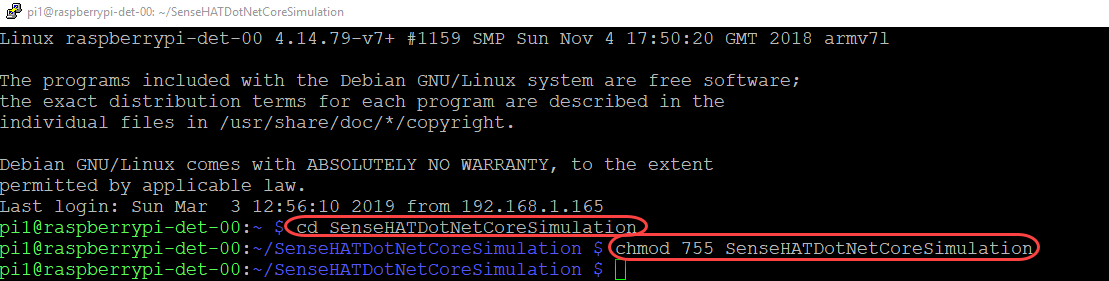 pi1@raspberrypi-det-00: ~/SenseHATDotNetCoreSimulation
Linux raspberrypi-det-00 4.14.79-v7+ #1159 SMP Sun Nov 4 17:50:20 GMT 2018 armv7l
The programs included with the Debian GNU/Linux system are free software;
the exact distribution terms for each program are described in the
individual files in /usr/share/doc/*/copyright.
Debian GNU/Linux comes with ABSOLUTELY NO WARRANTY, to the extent
permitted by applicable law.
Last login: Sun Mar  3 12:56:10 2019 from 192.168.1.165
pi1@raspberrypi-det-00:~ $ cd SenseHATDotNetCoreSimulation
pi1@raspberrypi-det-00:~/SenseHATDotNetCoreSimulation $ chmod 755 SenseHATDotNetCoreSimulation
pi1@raspberrypi-det-00:~/SenseHATDotNetCoreSimulation $